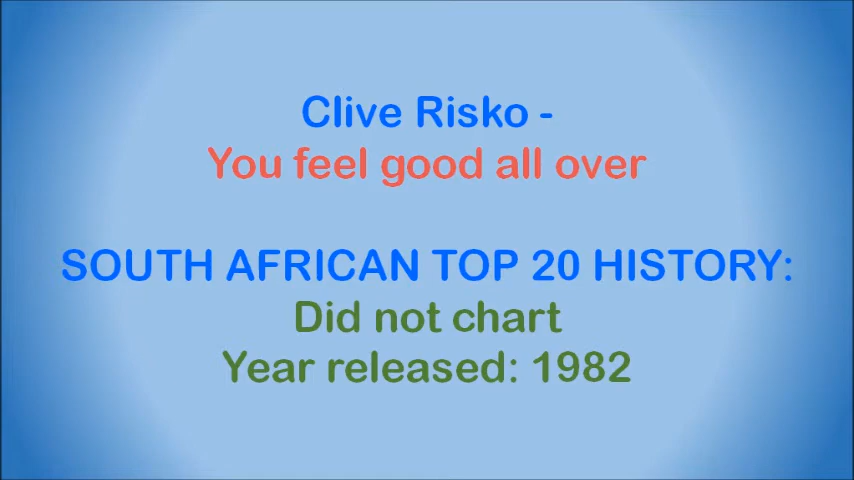 Clive Risko -
You feel good all over
SOUTH AFRICAN TOP 20 HISTORY:
Did not chart
Year released: 1982